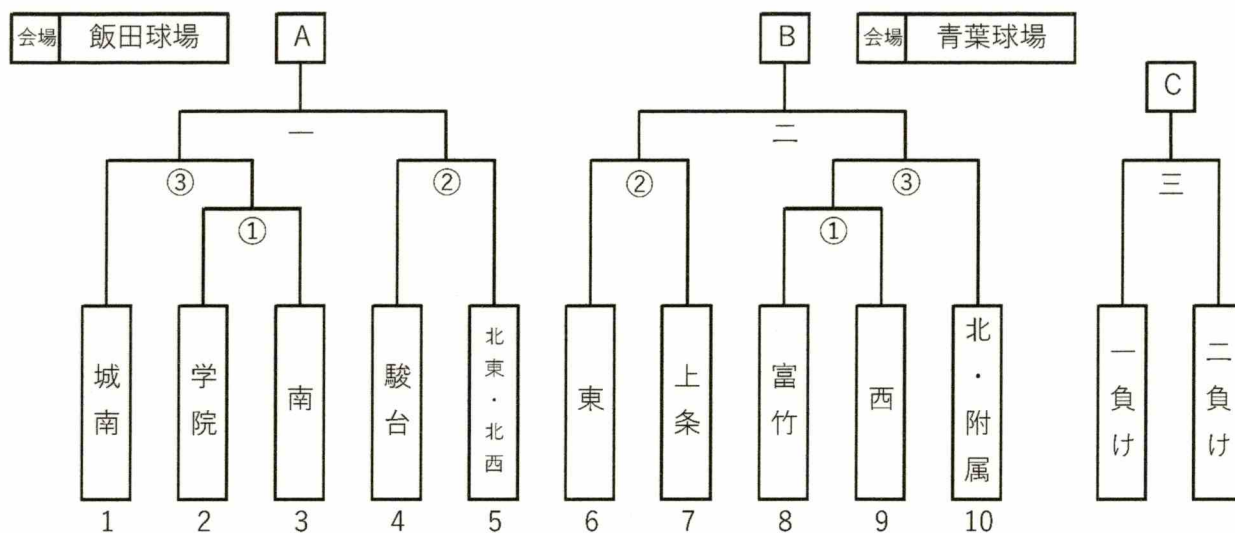 会場 飯田球場 A B 会場 青葉球場
C
一 二
三
③ ② ② ③
① ①
城南
学院
南
駿台
北東・北西
東
上条
富竹
西
北・附属
一負け
二負け
1 2 3 4 5 6 7 8 9 10